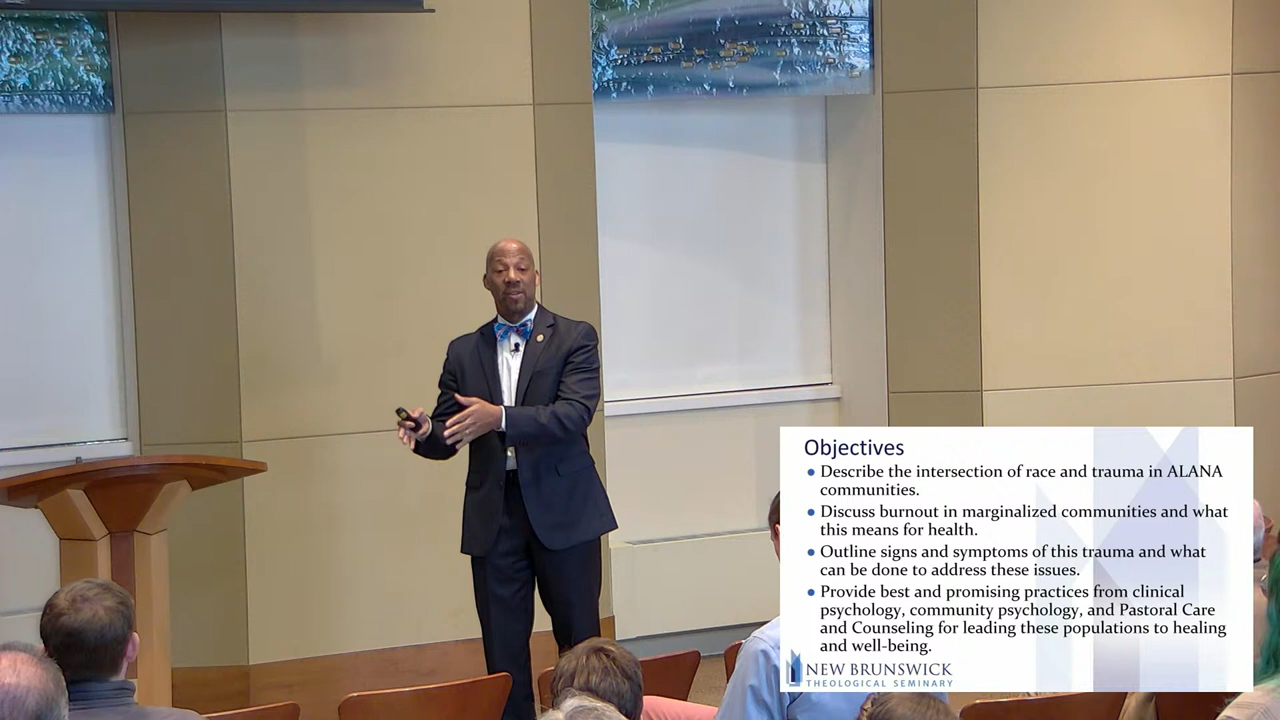 Objectives
• Describe the intersection of race and trauma in ALANA
communities.
• Discuss burnout in marginalized communities and what
this means for health.
• Outline signs and symptoms of this trauma and what
can be done to address these issues.
• Provide best and promising practices from clinical
psychology, community psychology, and Pastoral Care
and Counseling for leading these populations to healing
and well-being.
NEW BRUNSWICK
THEOLOGICAL SEMINARY